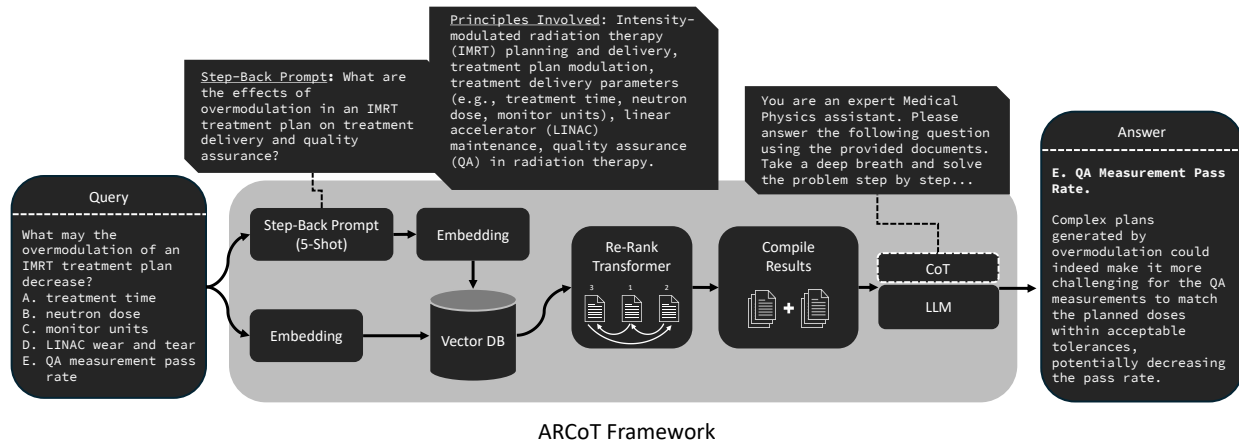 Step-Back Prompt: What are
the effects of
overmodulation in an IMRT
treatment plan on treatment
delivery and quality
assurance?
Principles Involved: Intensity-
modulated radiation therapy
(IMRT) planning and delivery,
treatment plan modulation,
treatment delivery parameters
(e.g., treatment time, neutron
dose, monitor units), linear
accelerator (LINAC)
maintenance, quality assurance
(QA) in radiation therapy.
You are an expert Medical
Physics assistant. Please
answer the following question
using the provided documents.
Take a deep breath and solve
the problem step by step...
Query
What may the
overmodulation of an
IMRT treatment plan
decrease?
A. treatment time
B. neutron dose
C. monitor units
D. LINAC wear and tear
E. QA measurement pass
rate
Step-Back Prompt
(5-Shot)
Embedding
Embedding
Vector DB
Re-Rank
Transformer
3 1 2
Compile
Results
+
CoT
LLM
Answer
E. QA Measurement Pass
Rate.
Complex plans
generated by
overmodulation could
indeed make it more
challenging for the QA
measurements to match
the planned doses
within acceptable
tolerances,
potentially decreasing
the pass rate.
ARCoT Framework